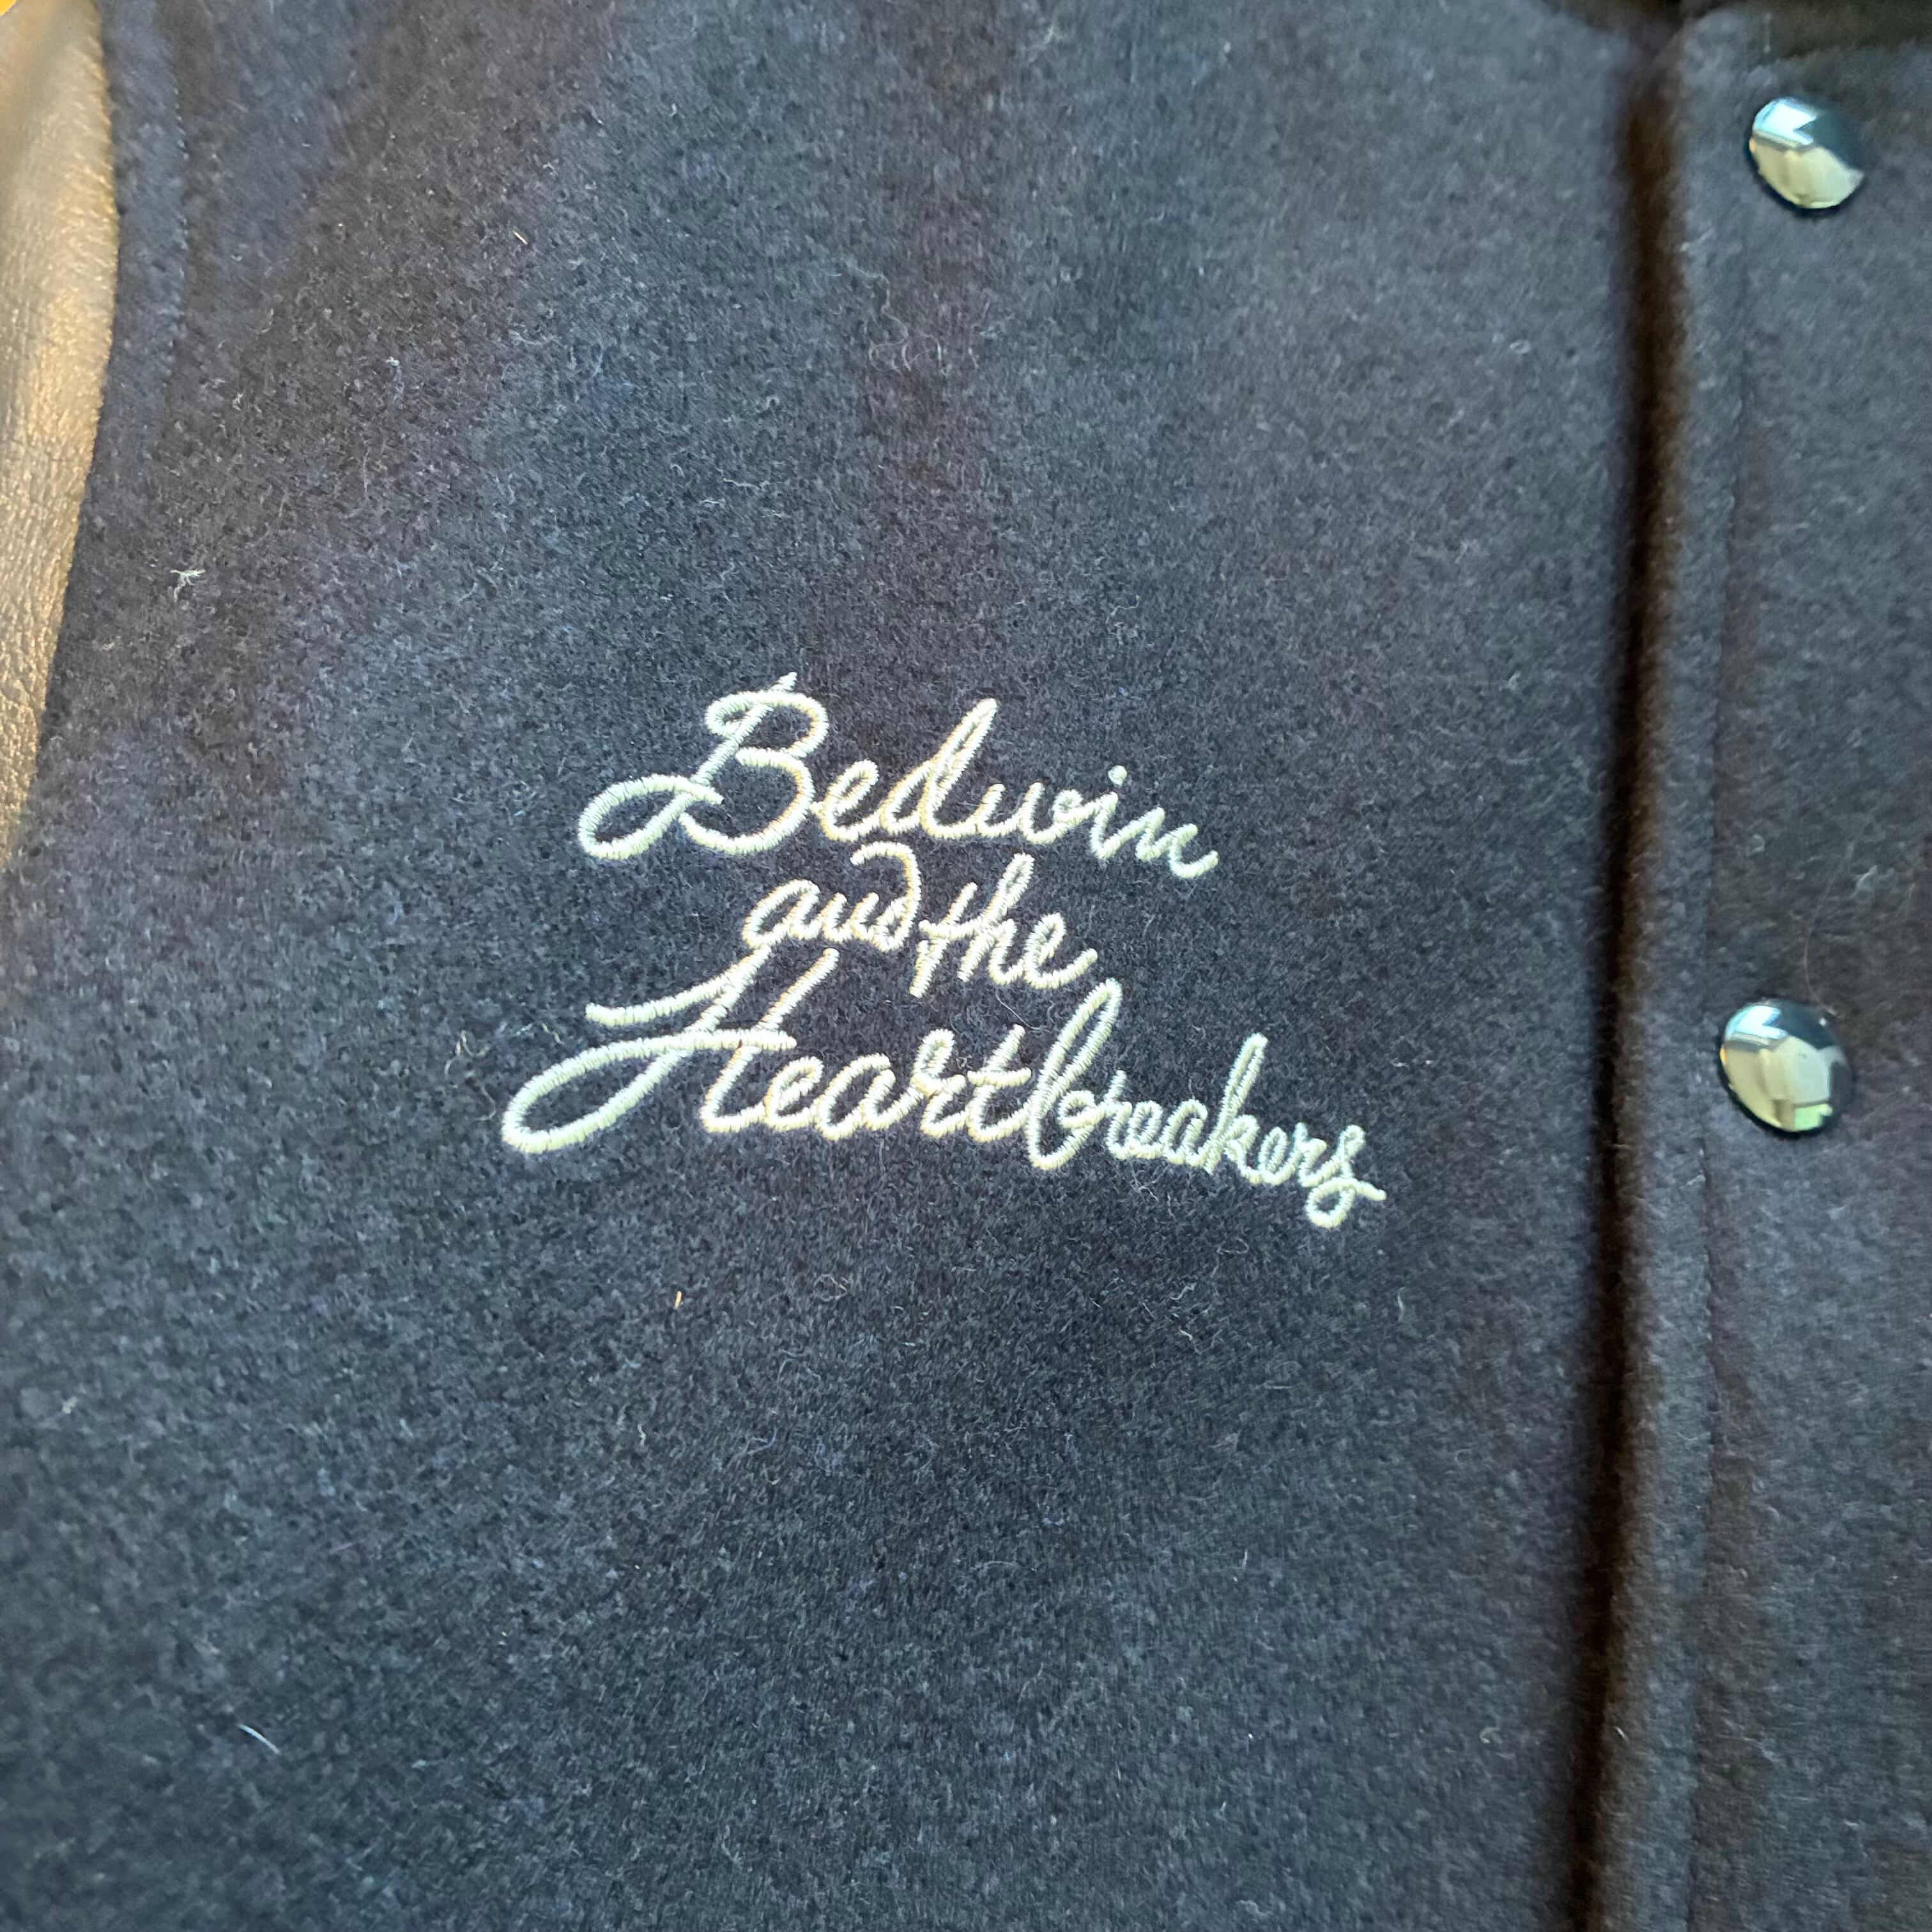 Bedwin
and the
Heartbreakers